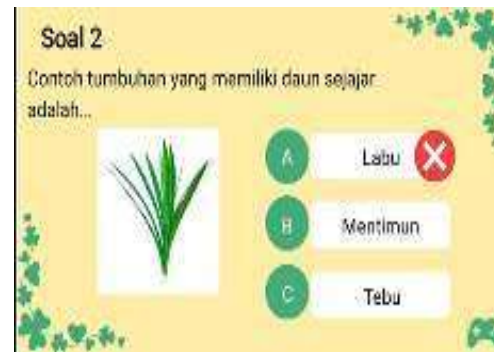 Soal 2
Contoh tumbuhan yang memiliki daun sejajar
adalah...
A Labu
B Mentimun
C Tebu